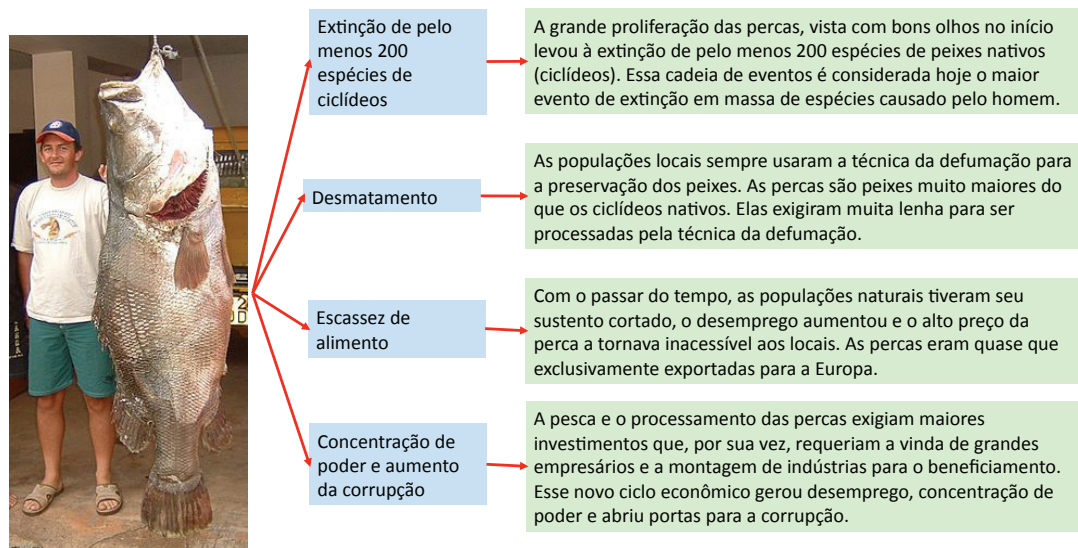 Extinção de pelo
menos 200
espécies de
ciclídeos
A grande proliferação das percas, vista com bons olhos no início
levou à extinção de pelo menos 200 espécies de peixes nativos
(ciclídeos). Essa cadeia de eventos é considerada hoje o maior
evento de extinção em massa de espécies causado pelo homem.
Desmatamento
As populações locais sempre usaram a técnica da defumação para
a preservação dos peixes. As percas são peixes muito maiores do
que os ciclídeos nativos. Elas exigiram muita lenha para ser
processadas pela técnica da defumação.
Escassez de
alimento
Com o passar do tempo, as populações naturais tiveram seu
sustento cortado, o desemprego aumentou e o alto preço da
perca a tornava inacessível aos locais. As percas eram quase que
exclusivamente exportadas para a Europa.
Concentração de
poder e aumento
da corrupção
A pesca e o processamento das percas exigiam maiores
investimentos que, por sua vez, requeriam a vinda de grandes
empresários e a montagem de indústrias para o beneficiamento.
Esse novo ciclo econômico gerou desemprego, concentração de
poder e abriu portas para a corrupção.